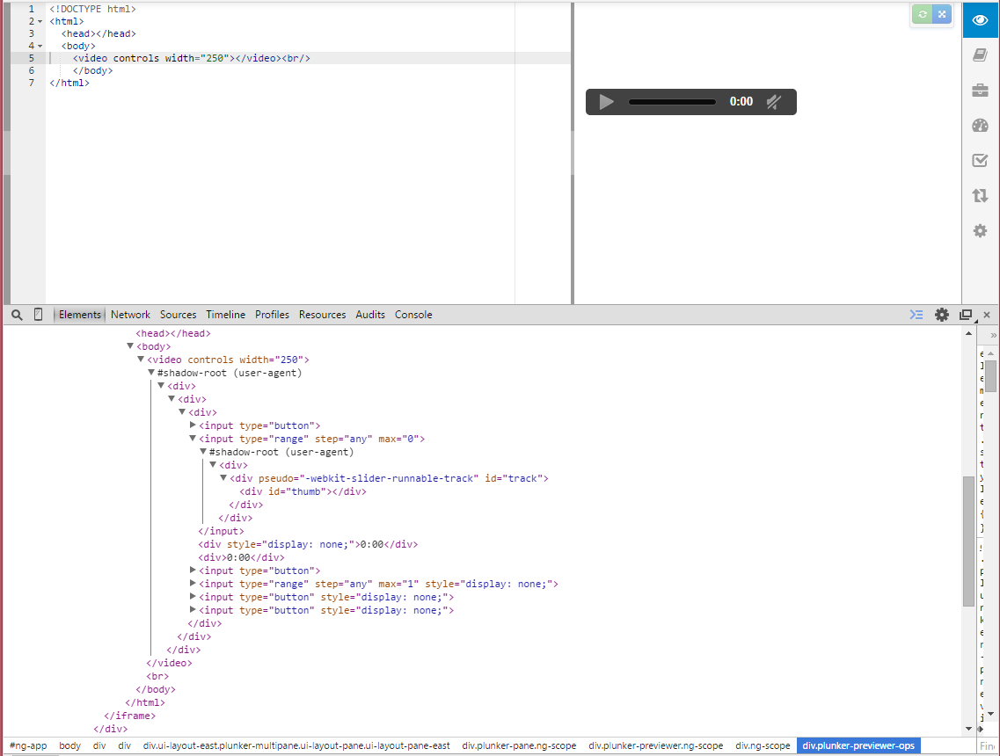 1 <!DOCTYPE html>
2 <html>
3 <head></head>
4 <body>
5 <video controls width="250"></video><br/>
6 </body>
7 </html>
0:00
Elements Network Sources Timeline Profiles Resources Audits Console
<head></head>
<body>
<video controls width="250">
#shadow-root (user-agent)
<div>
<div>
<div>
<input type="button">
<input type="range" step="any" max="0">
#shadow-root (user-agent)
<div>
<div pseudo="-webkit-slider-runnable-track" id="track">
<div id="thumb"></div>
</div>
</div>
</input>
<div style="display: none;">0:00</div>
<div>0:00</div>
<input type="button">
<input type="range" step="any" max="1" style="display: none;">
<input type="button" style="display: none;">
<input type="button" style="display: none;">
</div>
</div>
</div>
</video>
<br>
</body>
</html>
</iframe>
</div>
#ng-app body div div div.ui-layout-east.plunker-multipane.ui-layout-pane.ui-layout-pane-east div.plunker-pane.ng-scope div.plunker-previewer.ng-scope div.ng-scope div.plunker-previewer-ops Fin